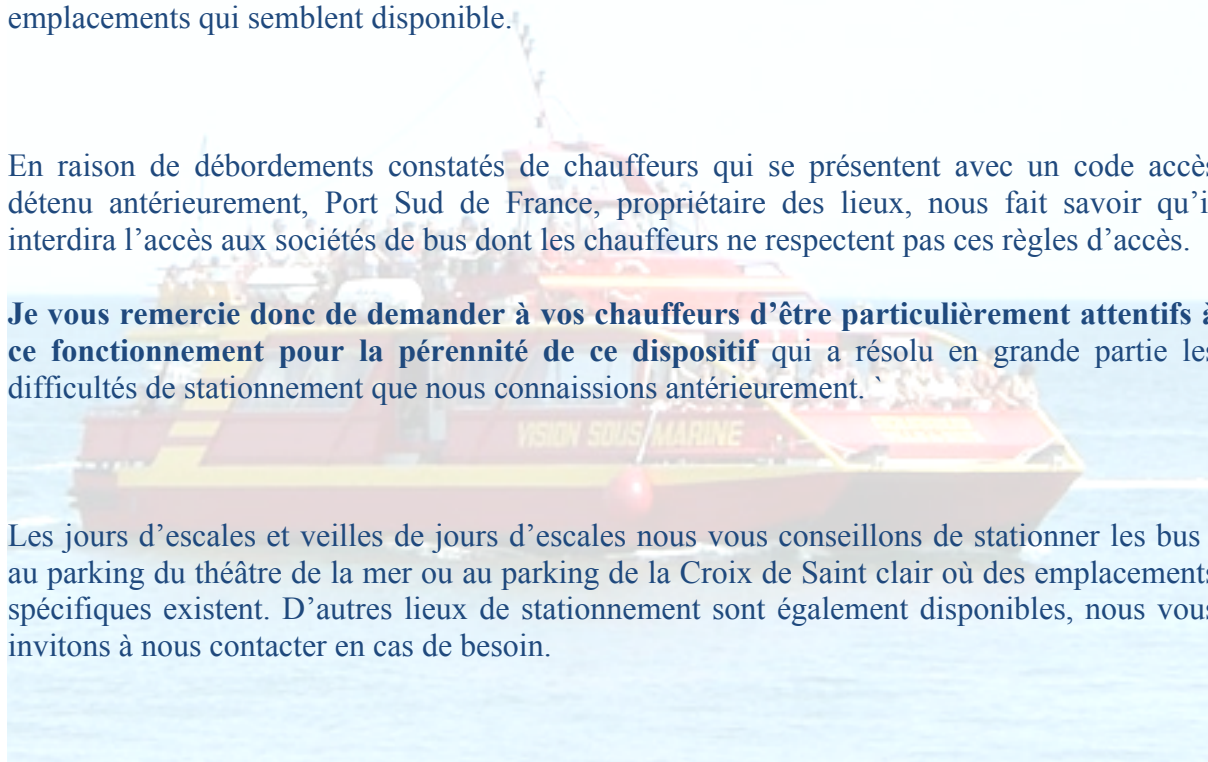 emplacements qui semblent disponible.
En raison de débordements constatés de chauffeurs qui se présentent avec un code accès
détenu antérieurement, Port Sud de France, propriétaire des lieux, nous fait savoir qu’i
interdira l’accès aux sociétés de bus dont les chauffeurs ne respectent pas ces règles d’accès.
Je vous remercie donc de demander à vos chauffeurs d’être particulièrement attentifs à
ce fonctionnement pour la pérennité de ce dispositif qui a résolu en grande partie les
difficultés de stationnement que nous connaissions antérieurement. `
VISION SOUS MARINE
Les jours d’escales et veilles de jours d’escales nous vous conseillons de stationner les bus
au parking du théâtre de la mer ou au parking de la Croix de Saint clair où des emplacements
spécifiques existent. D’autres lieux de stationnement sont également disponibles, nous vous
invitons à nous contacter en cas de besoin.